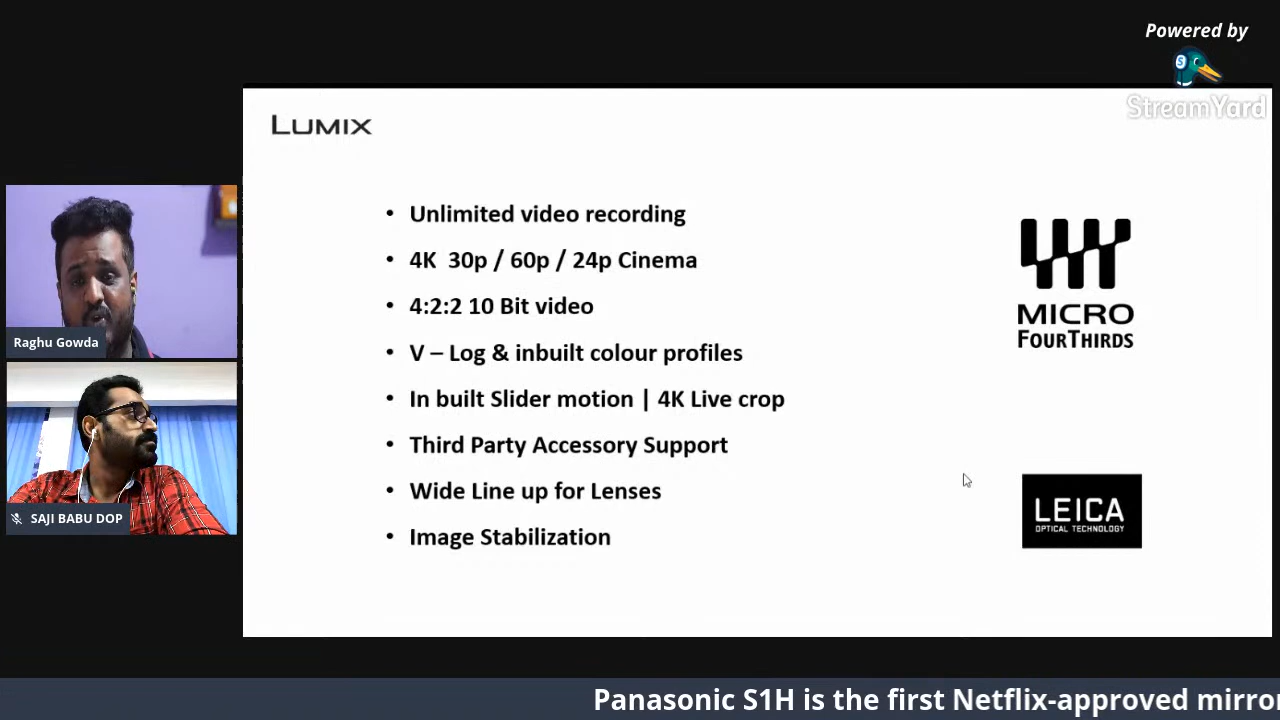 Powered by
StreamYard
LUMIX
• Unlimited video recording
• 4K 30p / 60p / 24p Cinema
• 4:2:2 10 Bit video
• V – Log & inbuilt colour profiles
• In built Slider motion | 4K Live crop
• Third Party Accessory Support
• Wide Line up for Lenses
• Image Stabilization
MICRO
FOURTHIRDS
LEICA
OPTICAL TECHNOLOGY
Raghu Gowda
SAJI BABU DOP
Panasonic S1H is the first Netflix-approved mirro